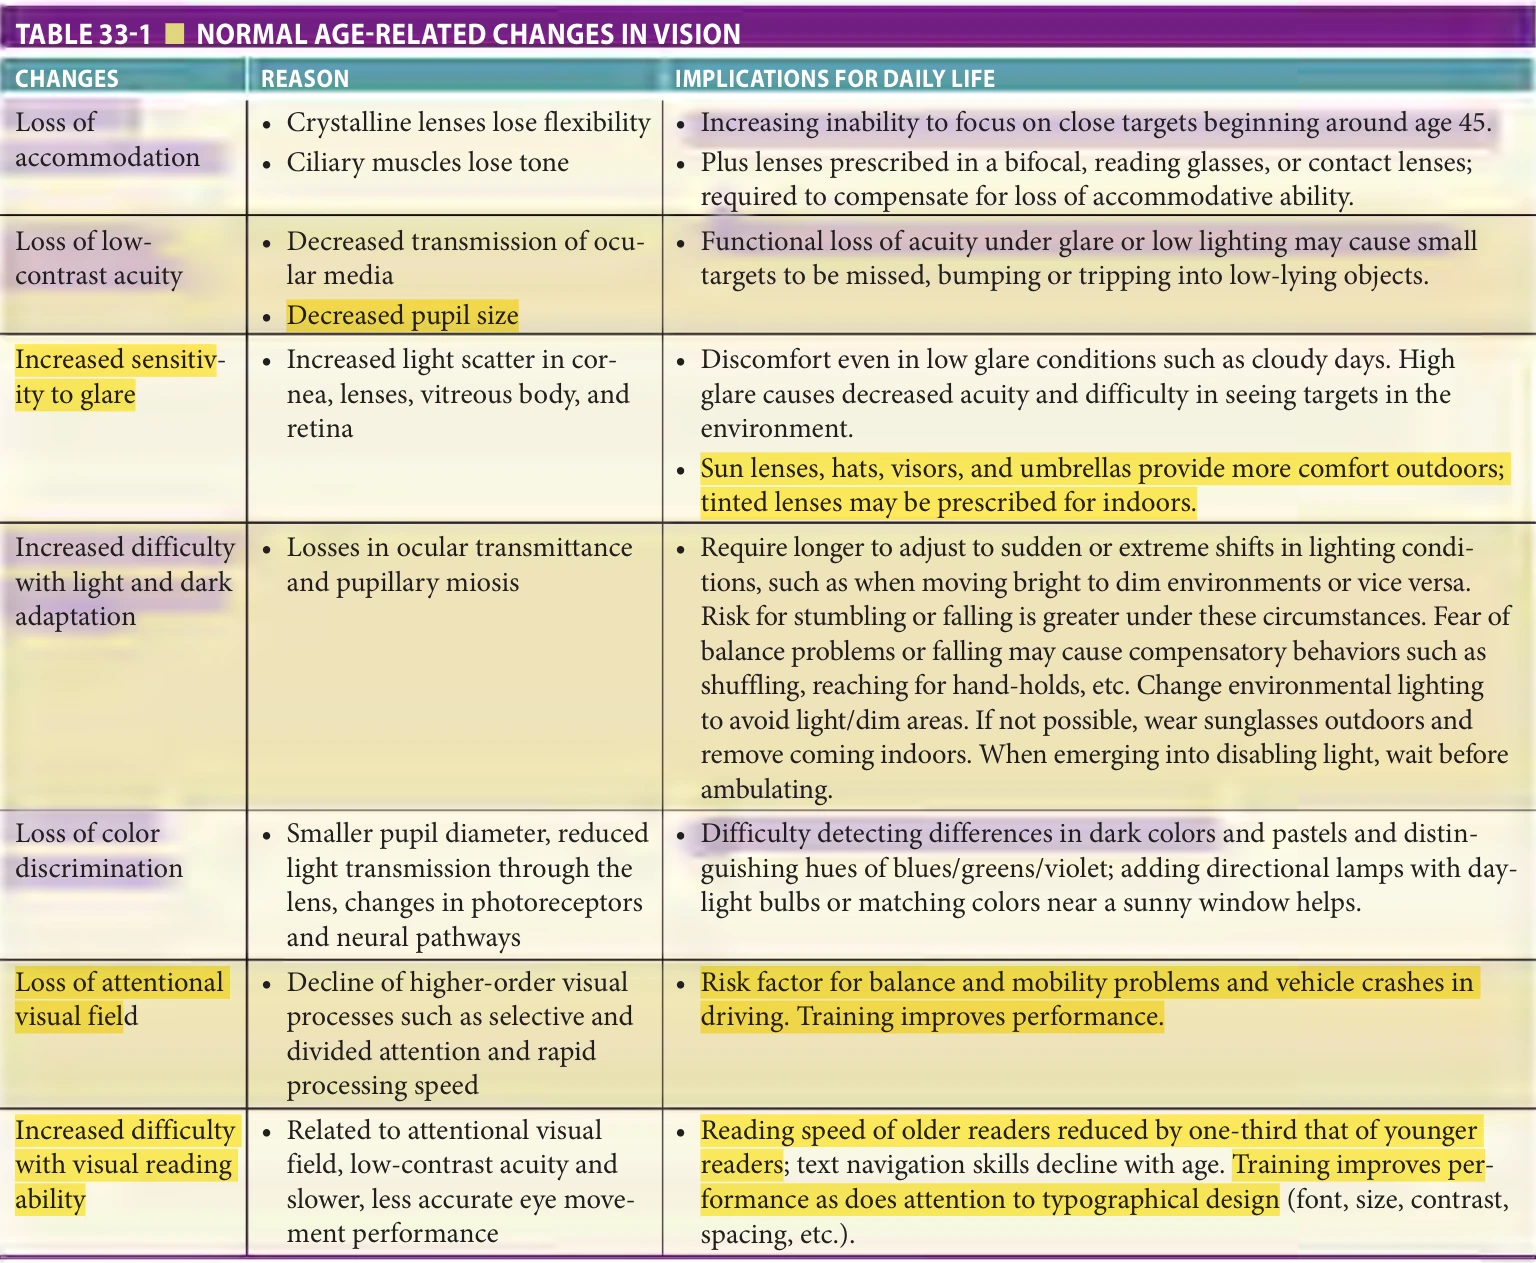 TABLE 33-1 ■ NORMAL AGE-RELATED CHANGES IN VISION
CHANGES REASON IMPLICATIONS FOR DAILY LIFE
Loss of
accommodation
• Crystalline lenses lose flexibility
• Ciliary muscles lose tone
• Increasing inability to focus on close targets beginning around age 45.
• Plus lenses prescribed in a bifocal, reading glasses, or contact lenses;
required to compensate for loss of accommodative ability.
Loss of low-
contrast acuity
• Decreased transmission of ocu-
lar media
• Decreased pupil size
• Functional loss of acuity under glare or low lighting may cause small
targets to be missed, bumping or tripping into low-lying objects.
Increased sensitiv-
ity to glare
• Increased light scatter in cor-
nea, lenses, vitreous body, and
retina
• Discomfort even in low glare conditions such as cloudy days. High
glare causes decreased acuity and difficulty in seeing targets in the
environment.
• Sun lenses, hats, visors, and umbrellas provide more comfort outdoors;
tinted lenses may be prescribed for indoors.
Increased difficulty
with light and dark
adaptation
• Losses in ocular transmittance
and pupillary miosis
• Require longer to adjust to sudden or extreme shifts in lighting condi-
tions, such as when moving bright to dim environments or vice versa.
Risk for stumbling or falling is greater under these circumstances. Fear of
balance problems or falling may cause compensatory behaviors such as
shuffling, reaching for hand-holds, etc. Change environmental lighting
to avoid light/dim areas. If not possible, wear sunglasses outdoors and
remove coming indoors. When emerging into disabling light, wait before
ambulating.
Loss of color
discrimination
• Smaller pupil diameter, reduced
light transmission through the
lens, changes in photoreceptors
and neural pathways
• Difficulty detecting differences in dark colors and pastels and distin-
guishing hues of blues/greens/violet; adding directional lamps with day-
light bulbs or matching colors near a sunny window helps.
Loss of attentional
visual field
• Decline of higher-order visual
processes such as selective and
divided attention and rapid
processing speed
• Risk factor for balance and mobility problems and vehicle crashes in
driving. Training improves performance.
Increased difficulty
with visual reading
ability
• Related to attentional visual
field, low-contrast acuity and
slower, less accurate eye move-
ment performance
• Reading speed of older readers reduced by one-third that of younger
readers; text navigation skills decline with age. Training improves per-
formance as does attention to typographical design (font, size, contrast,
spacing, etc.).